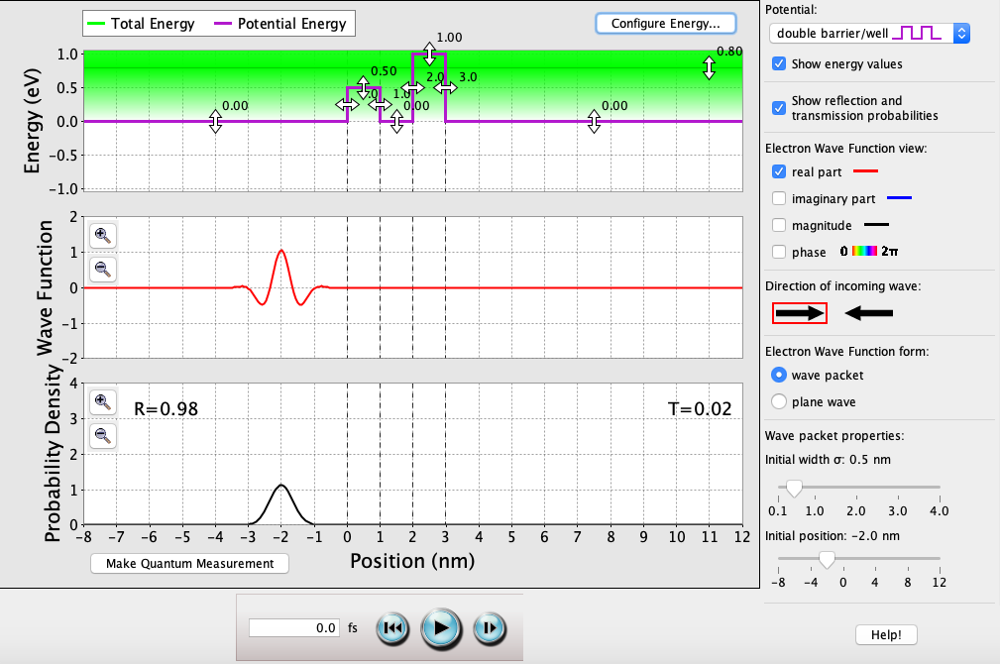 Total Energy Potential Energy
Configure Energy...
Energy (eV)
1.0
0.5
0.0
-0.5
-1.0
1.00
0.80
0.50
2.0 3.0
0.00
0.00
0.00
Wave Function
2
1
0
-1
-2
Probability Density
4
3
2
1
0
R=0.98
T=0.02
-8 -7 -6 -5 -4 -3 -2 -1 0 1 2 3 4 5 6 7 8 9 10 11 12
Position (nm)
Make Quantum Measurement
0.0 fs
Potential:
double barrier/well
Show energy values
Show reflection and
transmission probabilities
Electron Wave Function view:
real part
imaginary part
magnitude
phase 0 2π
Direction of incoming wave:
Electron Wave Function form:
wave packet
plane wave
Wave packet properties:
Initial width σ: 0.5 nm
0.1 1.0 2.0 3.0 4.0
Initial position: -2.0 nm
-8 -4 0 4 8 12
Help!